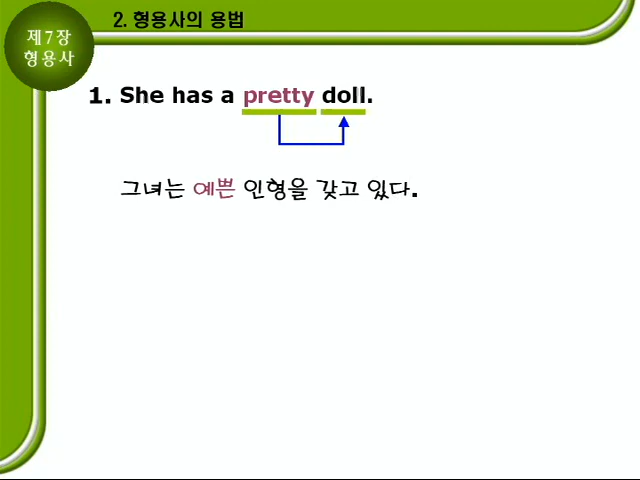 제7장
형용사
2. 형용사의 용법
1. She has a pretty doll.
그녀는 예쁜 인형을 갖고 있다.